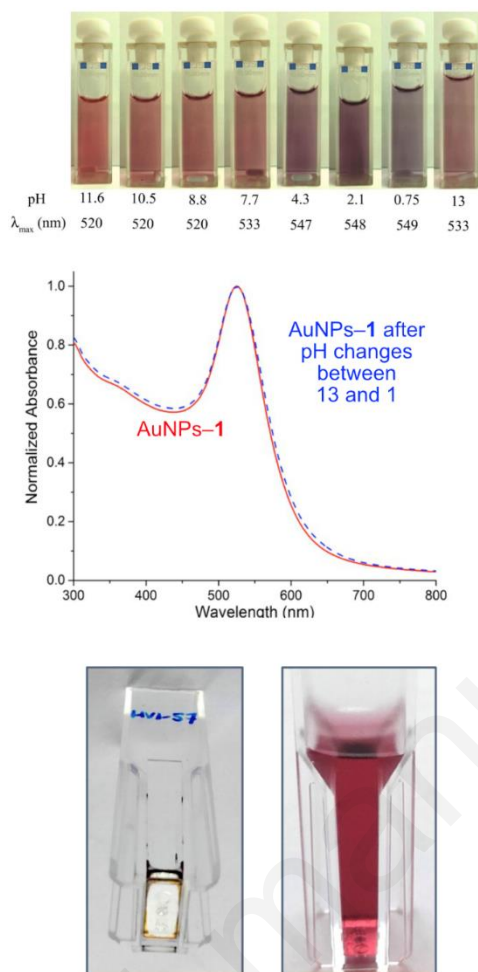 pH 11.6 10.5 8.8 7.7 4.3 2.1 0.75 13
λmax (nm) 520 520 520 533 547 548 549 533
AuNPs–1 after
pH changes
between
13 and 1
AuNPs–1
Normalized Absorbance
1.0
0.8
0.6
0.4
0.2
0.0
300 400 500 600 700 800
Wavelength (nm)